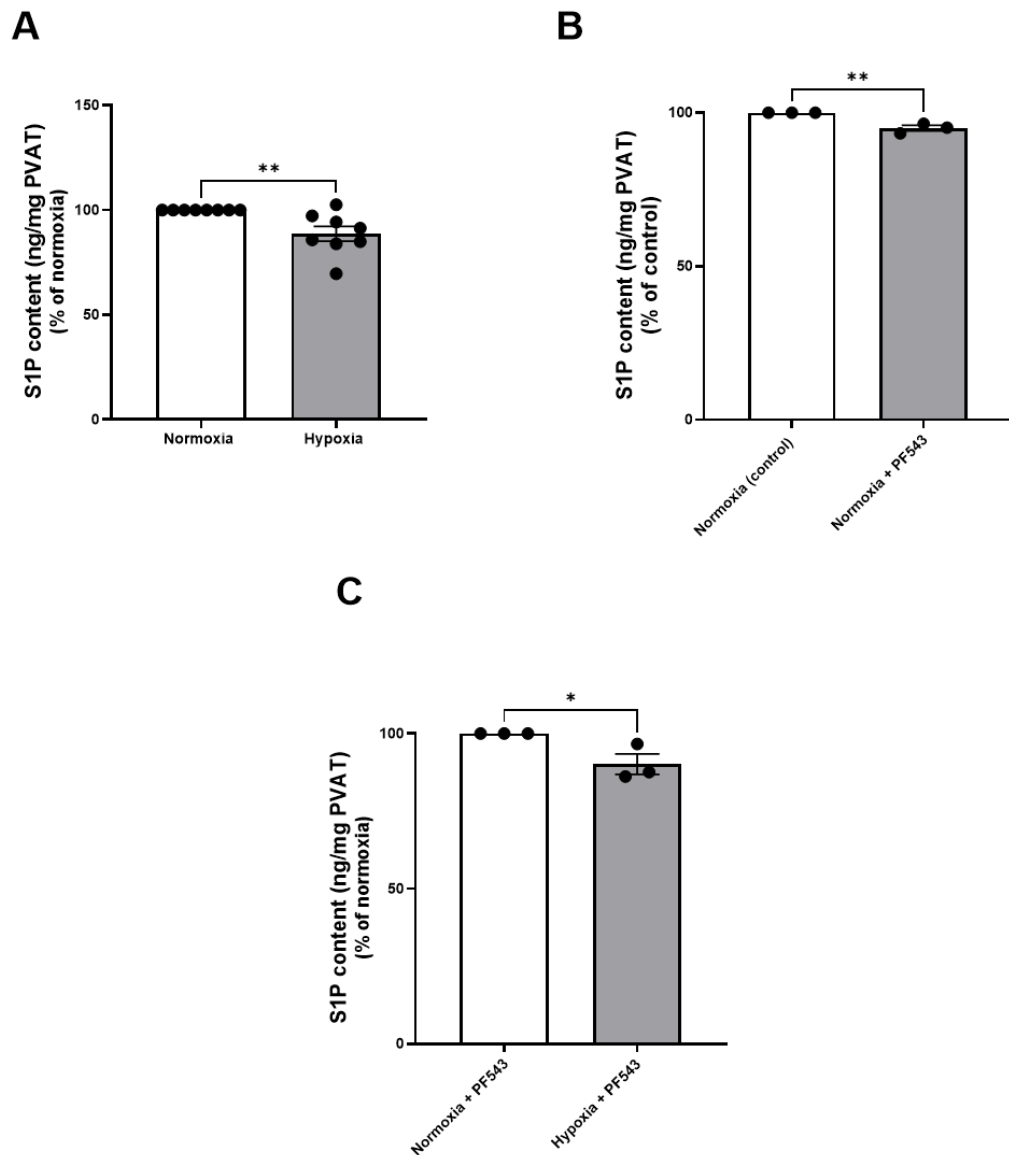 A
S1P content (ng/mg PVAT)
(% of normoxia)
150
100
50
0
**
Normoxia
Hypoxia
B
S1P content (ng/mg PVAT)
(% of control)
100
50
0
**
Normoxia (control)
Normoxia + PF543
C
S1P content (ng/mg PVAT)
(% of normoxia)
100
50
0
*
Normoxia + PF543
Hypoxia + PF543